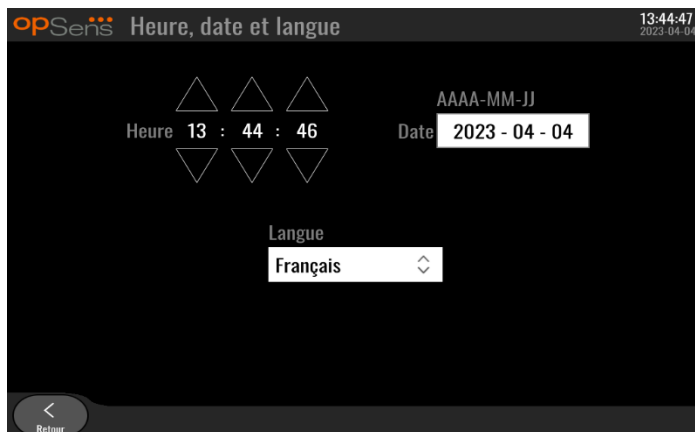 opSens Heure, date et langue
13:44:47
2023-04-04
AAAA-MM-JJ
Heure 13 : 44 : 46
Date 2023 - 04 - 04
Langue
Français
Retour